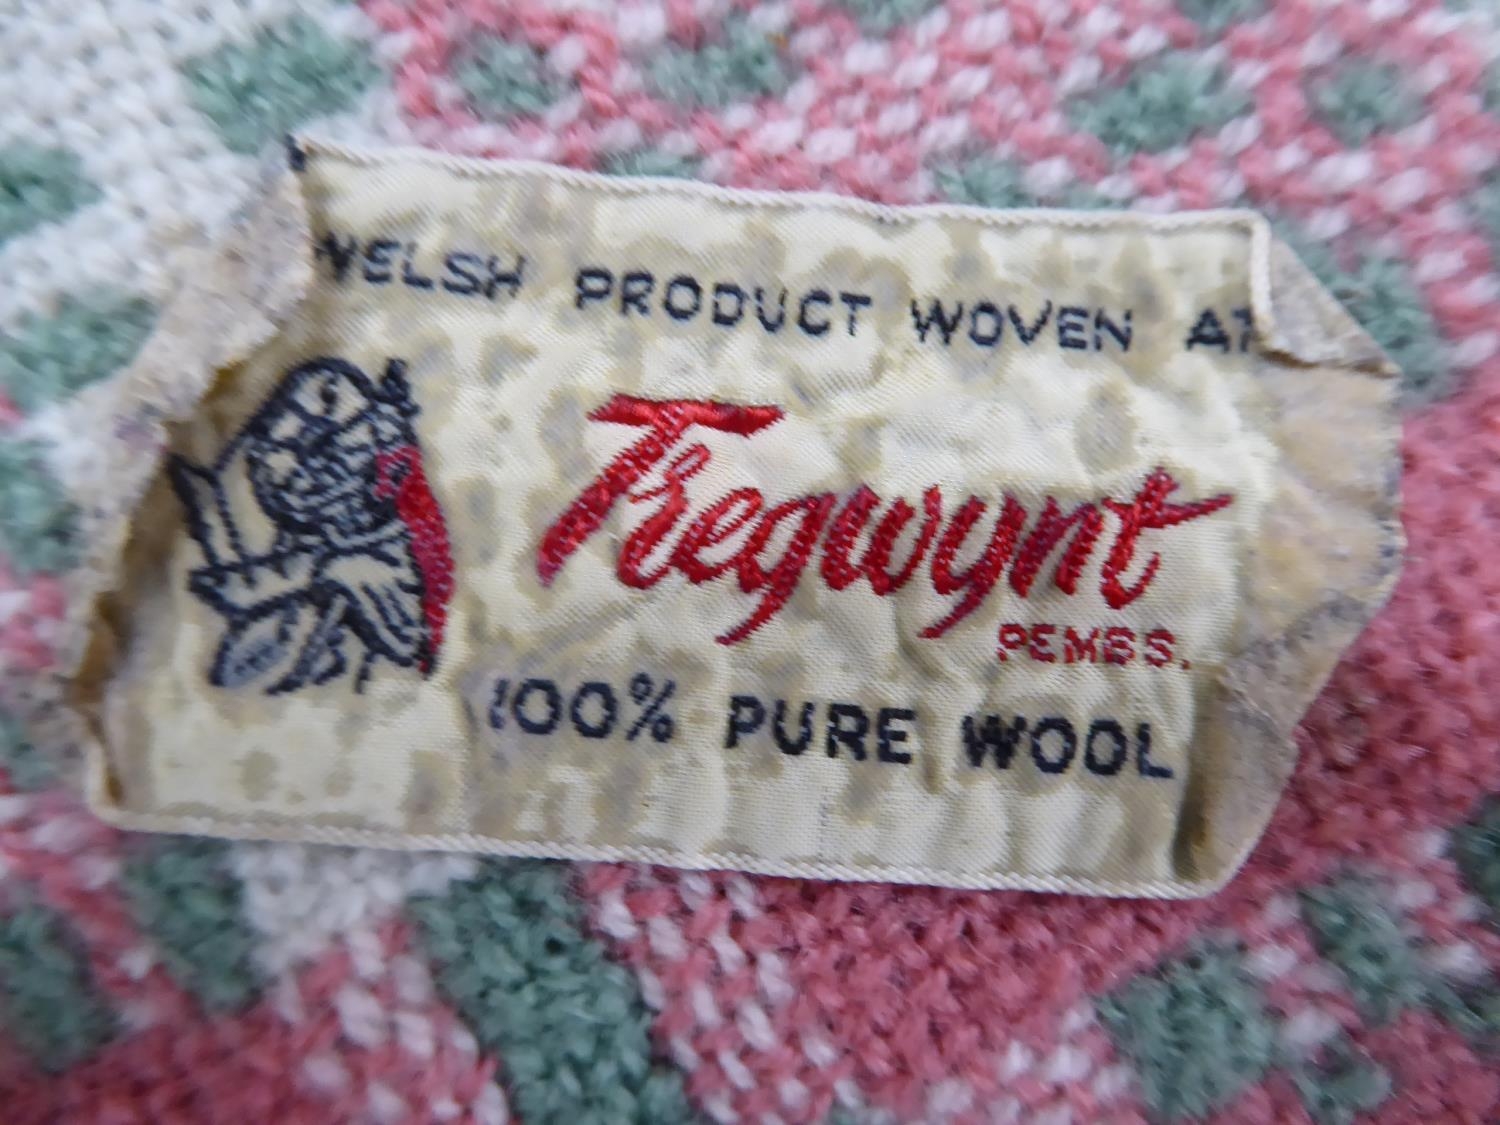 WELSH PRODUCT WOVEN AT
Tregwynt
PEMBS.
100% PURE WOOL